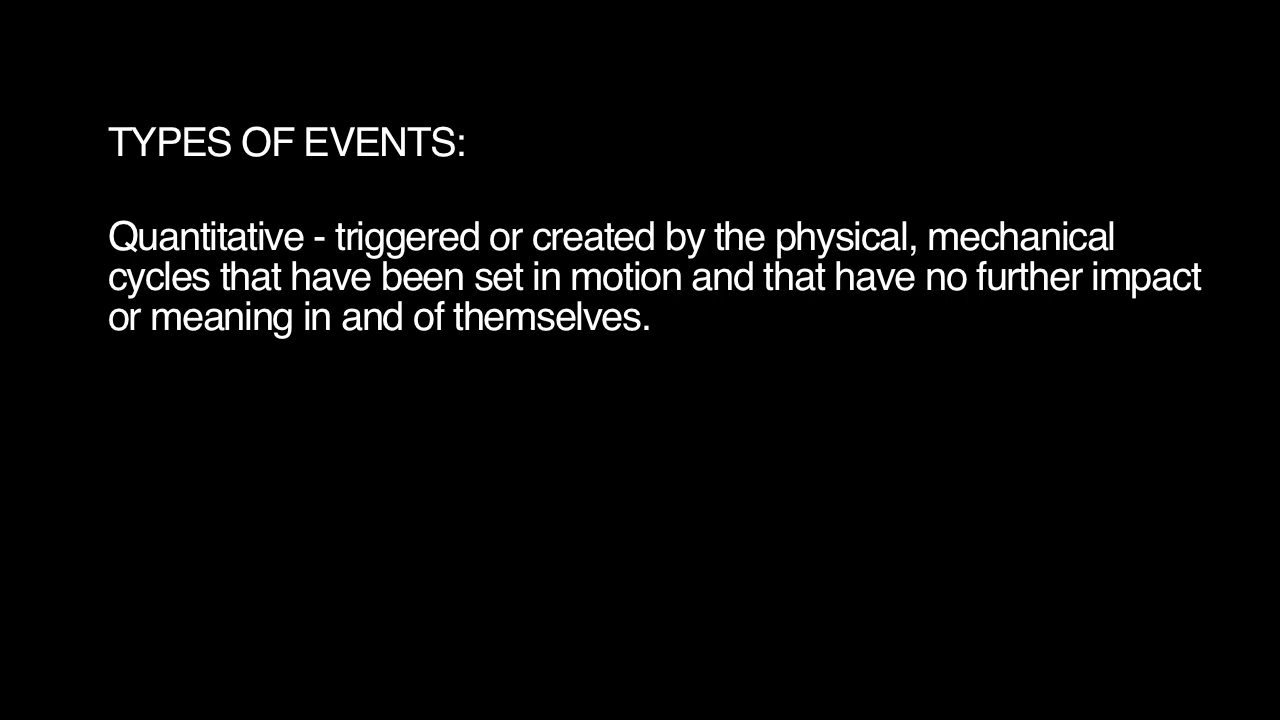 TYPES OF EVENTS:
Quantitative - triggered or created by the physical, mechanical
cycles that have been set in motion and that have no further impact
or meaning in and of themselves.